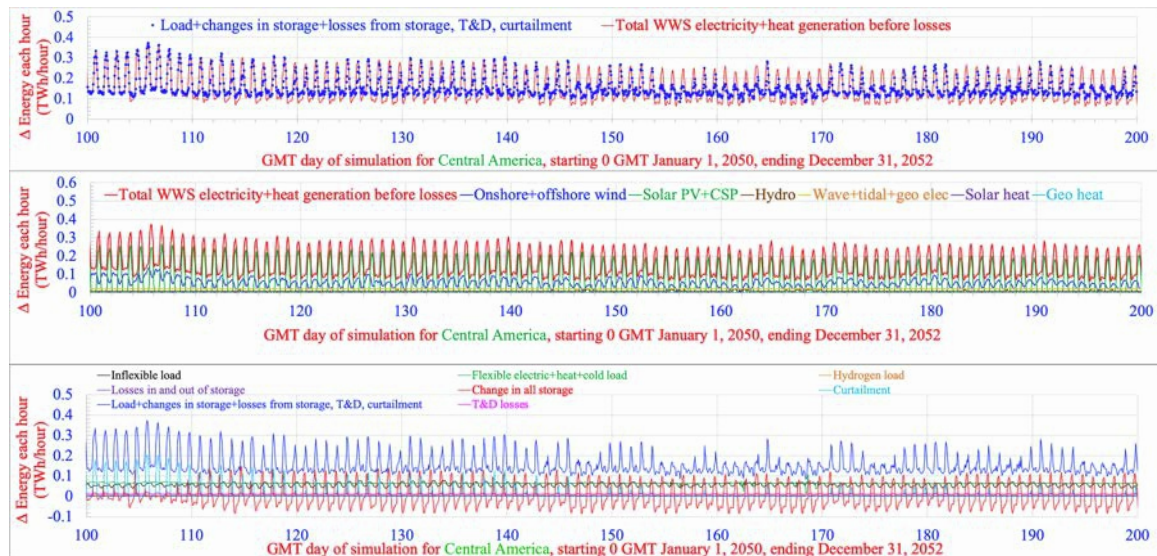 Load+changes in storage+losses from storage, T&D, curtailment Total WWS electricity+heat generation before losses
Δ Energy each hour
(TWh/hour)
0.4
0.3
0.2
0.1
0
100 110 120 130 140 150 160 170 180 190 200
GMT day of simulation for Central America, starting 0 GMT January 1, 2050, ending December 31, 2052
Total WWS electricity+heat generation before losses Onshore+offshore wind Solar PV+CSP Hydro Wave+tidal+geo elec Solar heat Geo heat
Δ Energy each hour
(TWh/hour)
0.6
0.5
0.4
0.3
0.2
0.1
0
100 110 120 130 140 150 160 170 180 190 200
GMT day of simulation for Central America, starting 0 GMT January 1, 2050, ending December 31, 2052
Inflexible load Flexible electric+heat+cold load Hydrogen load
Losses in and out of storage Change in all storage Curtailment
Load+changes in storage+losses from storage, T&D, curtailment T&D losses
Δ Energy each hour
(TWh/hour)
0.5
0.4
0.3
0.2
0.1
0
-0.1
100 110 120 130 140 150 160 170 180 190 200
GMT day of simulation for Central America, starting 0 GMT January 1, 2050, ending December 31, 2052